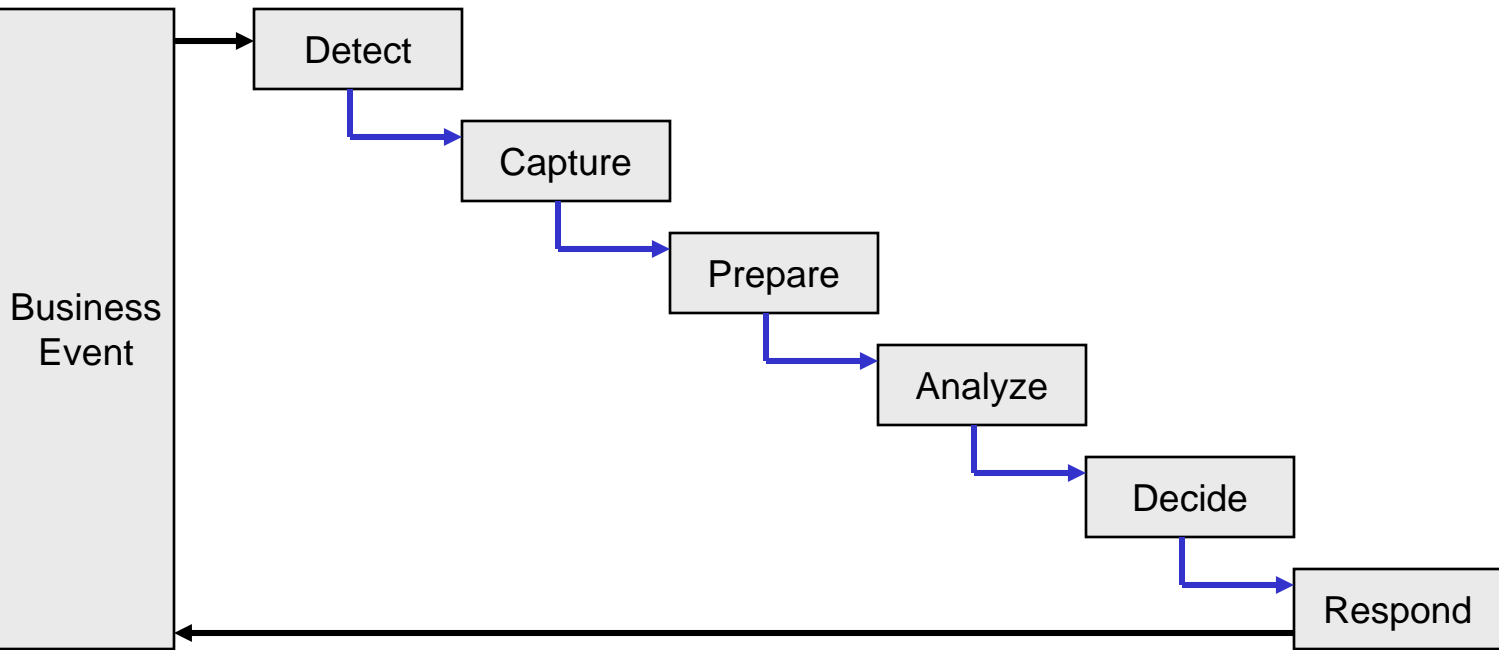 Detect
Capture
Prepare
Business
Event
Analyze
Decide
Respond